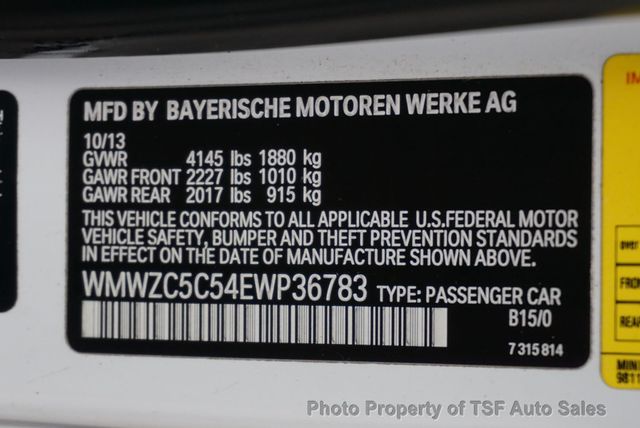 MFD BY BAYERISCHE MOTOREN WERKE AG
10/13
GVWR 4145 lbs 1880 kg
GAWR FRONT 2227 lbs 1010 kg
GAWR REAR 2017 lbs 915 kg
THIS VEHICLE CONFORMS TO ALL APPLICABLE U.S.FEDERAL MOTOR
VEHICLE SAFETY, BUMPER AND THEFT PREVENTION STANDARDS
IN EFFECT ON THE DATE OF MANUFACTURE SHOWN ABOVE.
WMWZC5C54EWP36783 TYPE: PASSENGER CAR
B15/0
7 315 814
MINI
Photo Property of TSF Auto Sales